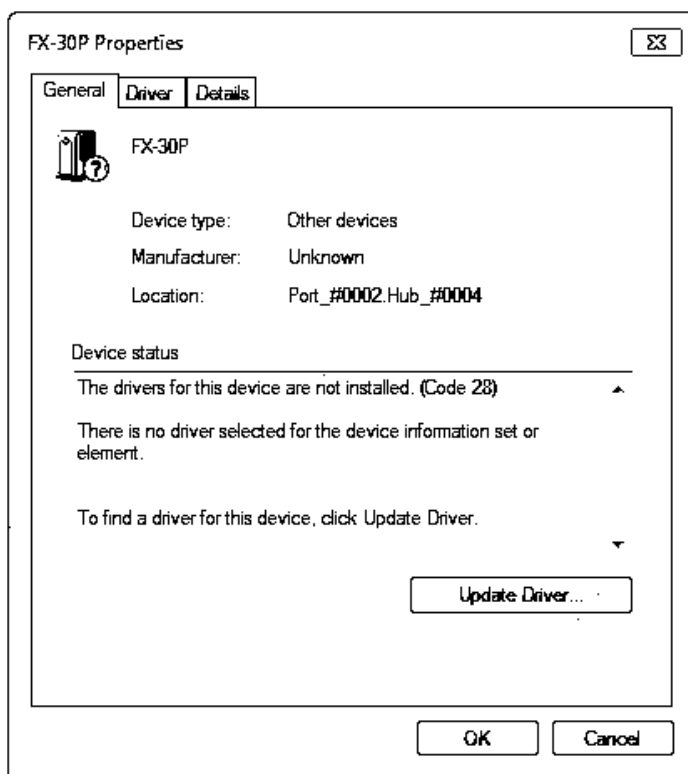 FX-30P Properties
General Driver Details
FX-30P
Device type: Other devices
Manufacturer: Unknown
Location: Port_#0002.Hub_#0004
Device status
The drivers for this device are not installed. (Code 28)
There is no driver selected for the device information set or
element.
To find a driver for this device, click Update Driver.
Update Driver...
OK Cancel